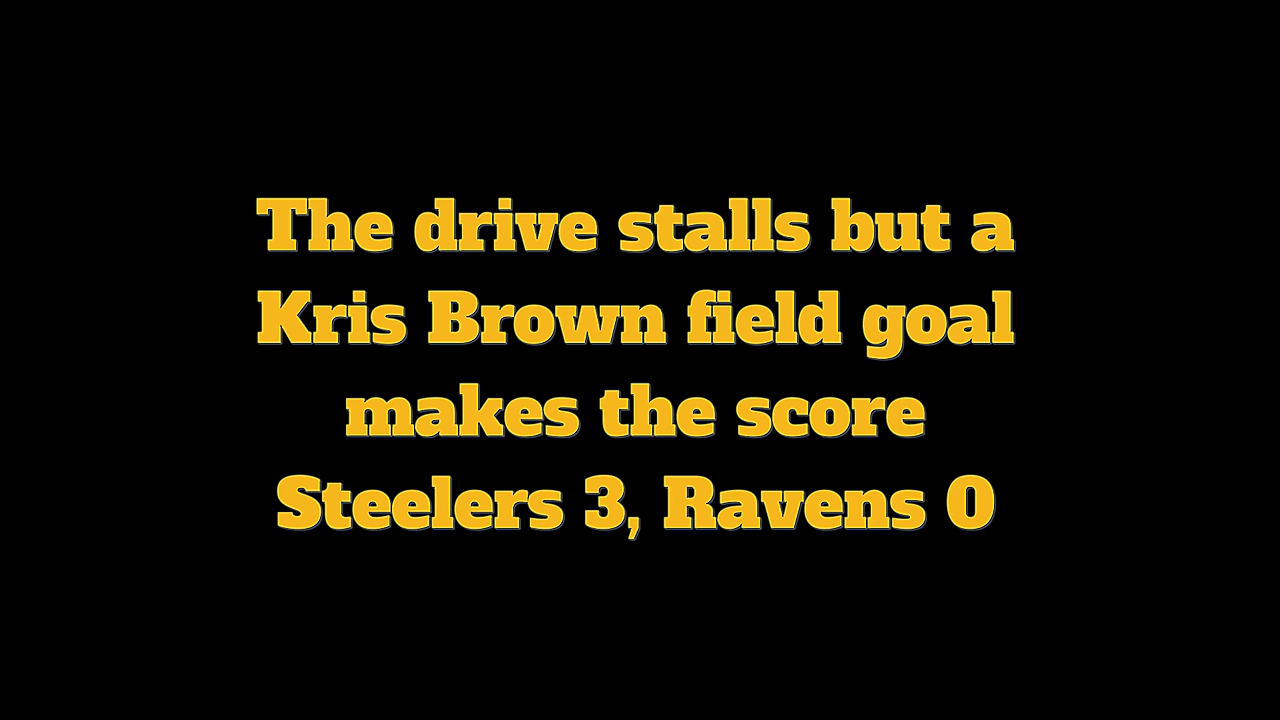 The drive stalls but a
Kris Brown field goal
makes the score
Steelers 3, Ravens 0